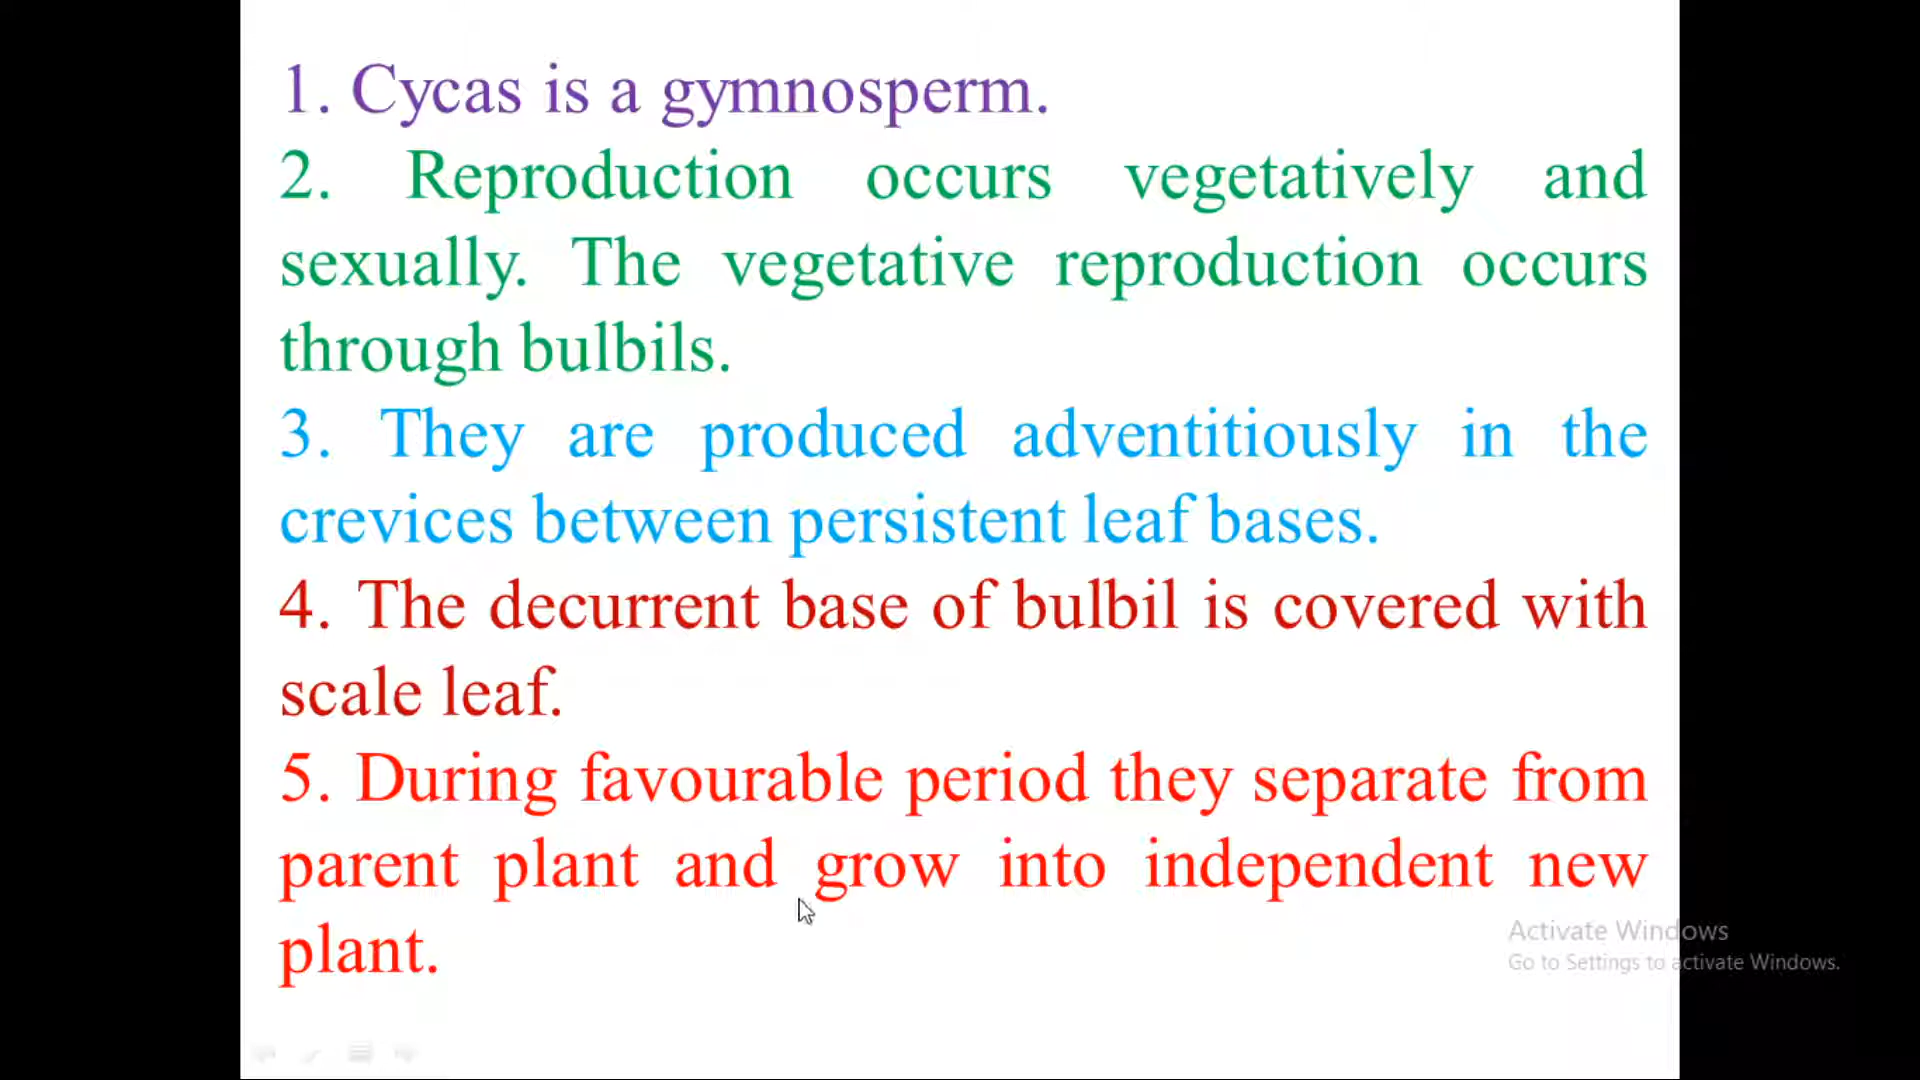 1. Cycas is a gymnosperm.
2. Reproduction occurs vegetatively and
sexually. The vegetative reproduction occurs
through bulbils.
3. They are produced adventitiously in the
crevices between persistent leaf bases.
4. The decurrent base of bulbil is covered with
scale leaf.
5. During favourable period they separate from
parent plant and grow into independent new
plant.
Activate Windows
Go to Settings to activate Windows.